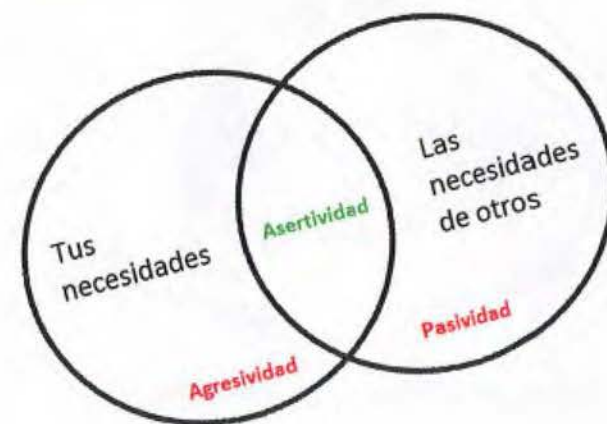 Tus
necesidades
Agresividad
Asertividad
Las
necesidades
de otros
Pasividad